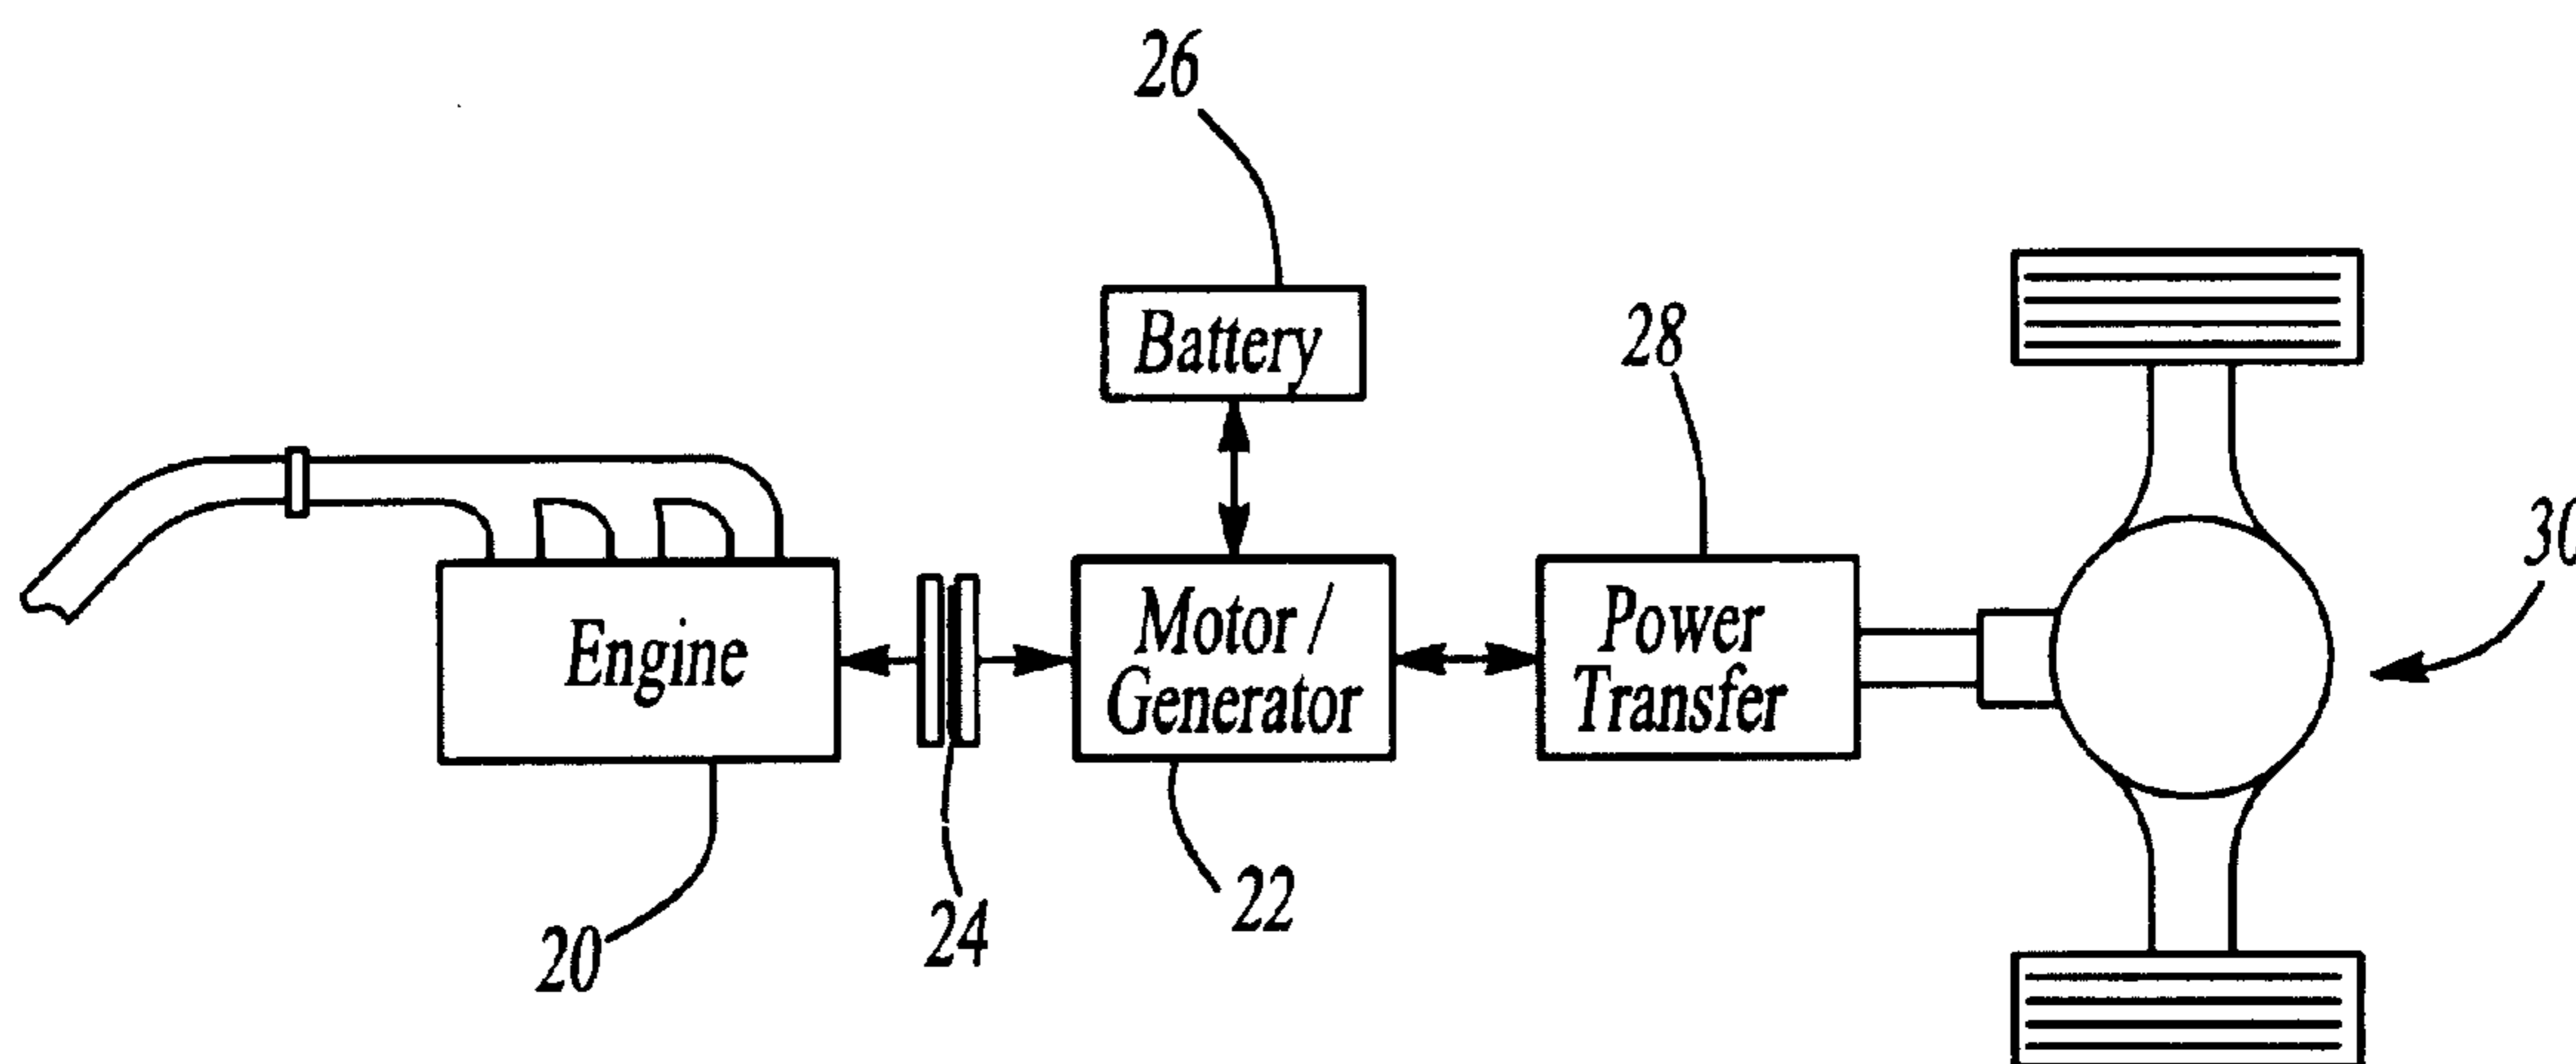 26
Battery
28
30
Engine
Motor /
Generator
Power
Transfer
20
24
22